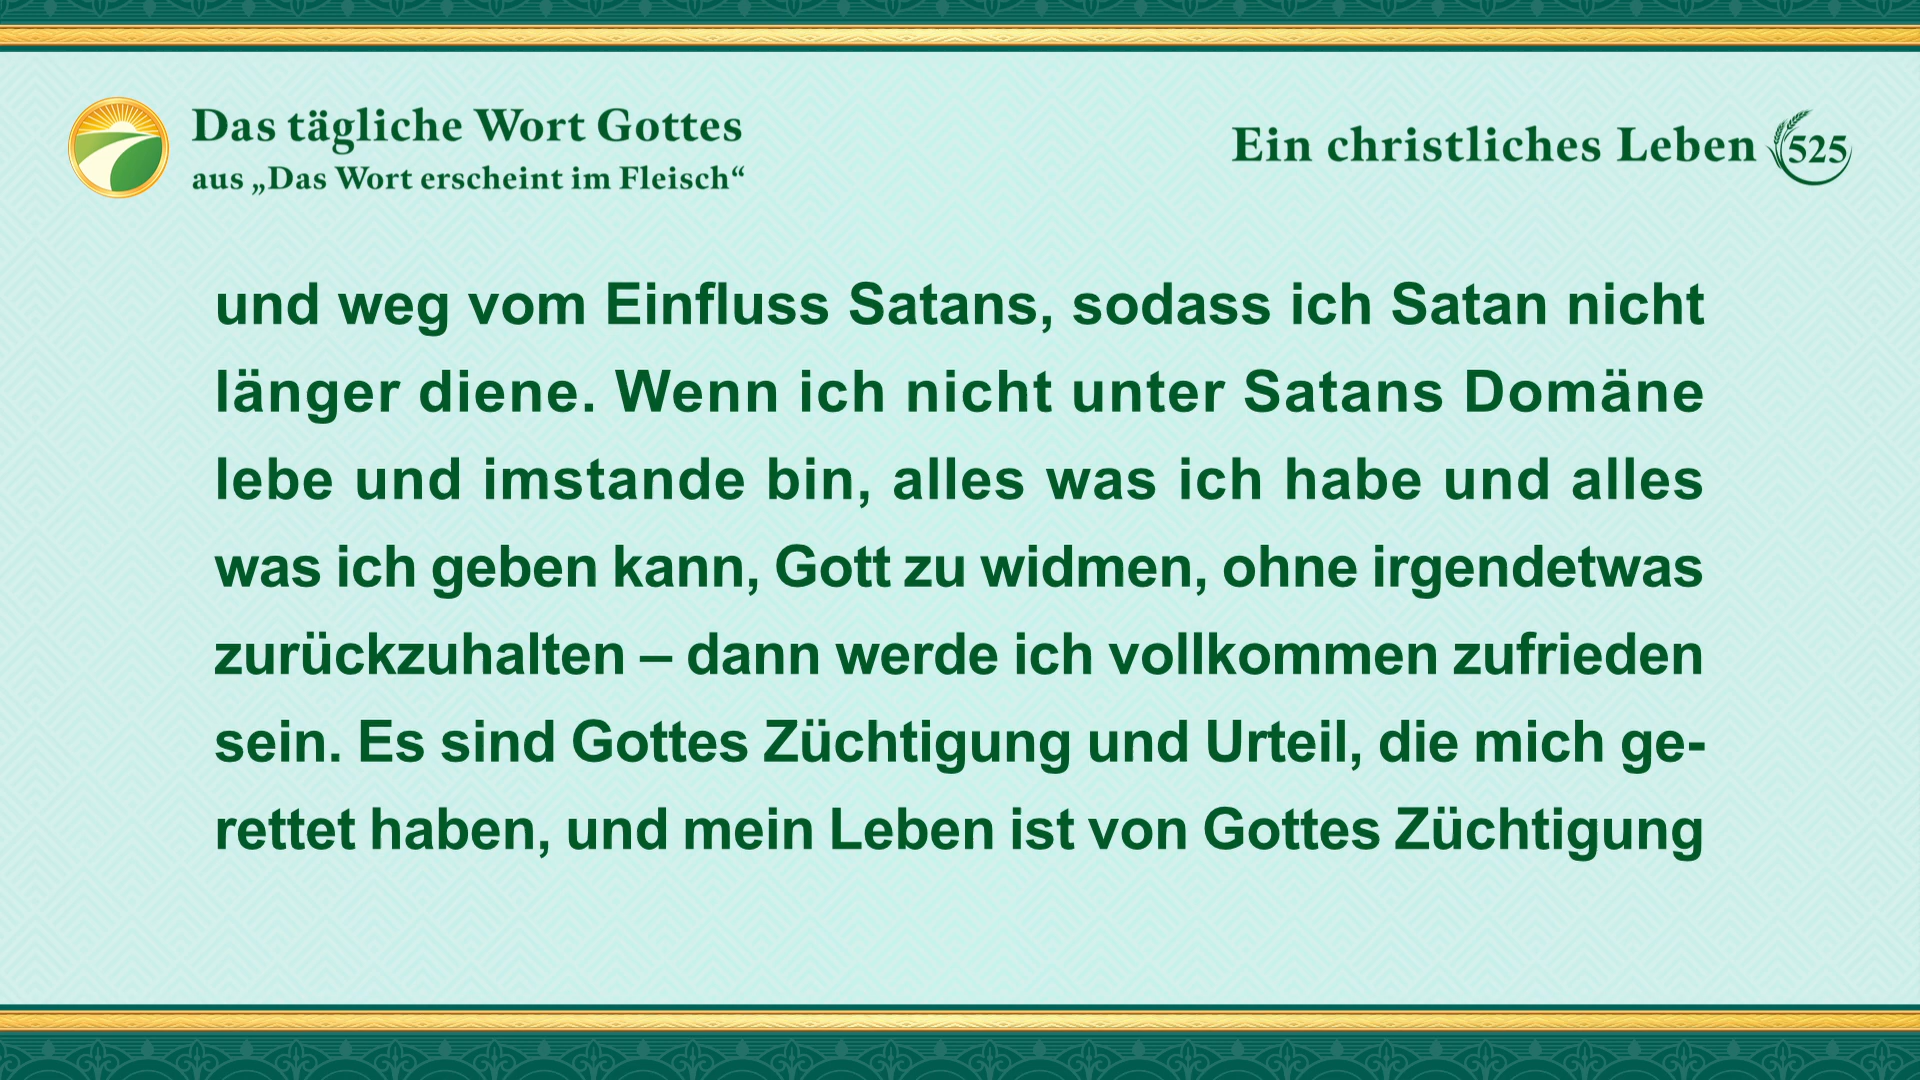 Das tägliche Wort Gottes
aus „Das Wort erscheint im Fleisch“
Ein christliches Leben 525
und weg vom Einfluss Satans, sodass ich Satan nicht
länger diene. Wenn ich nicht unter Satans Domäne
lebe und imstande bin, alles was ich habe und alles
was ich geben kann, Gott zu widmen, ohne irgendetwas
zurückzuhalten – dann werde ich vollkommen zufrieden
sein. Es sind Gottes Züchtigung und Urteil, die mich ge-
rettet haben, und mein Leben ist von Gottes Züchtigung